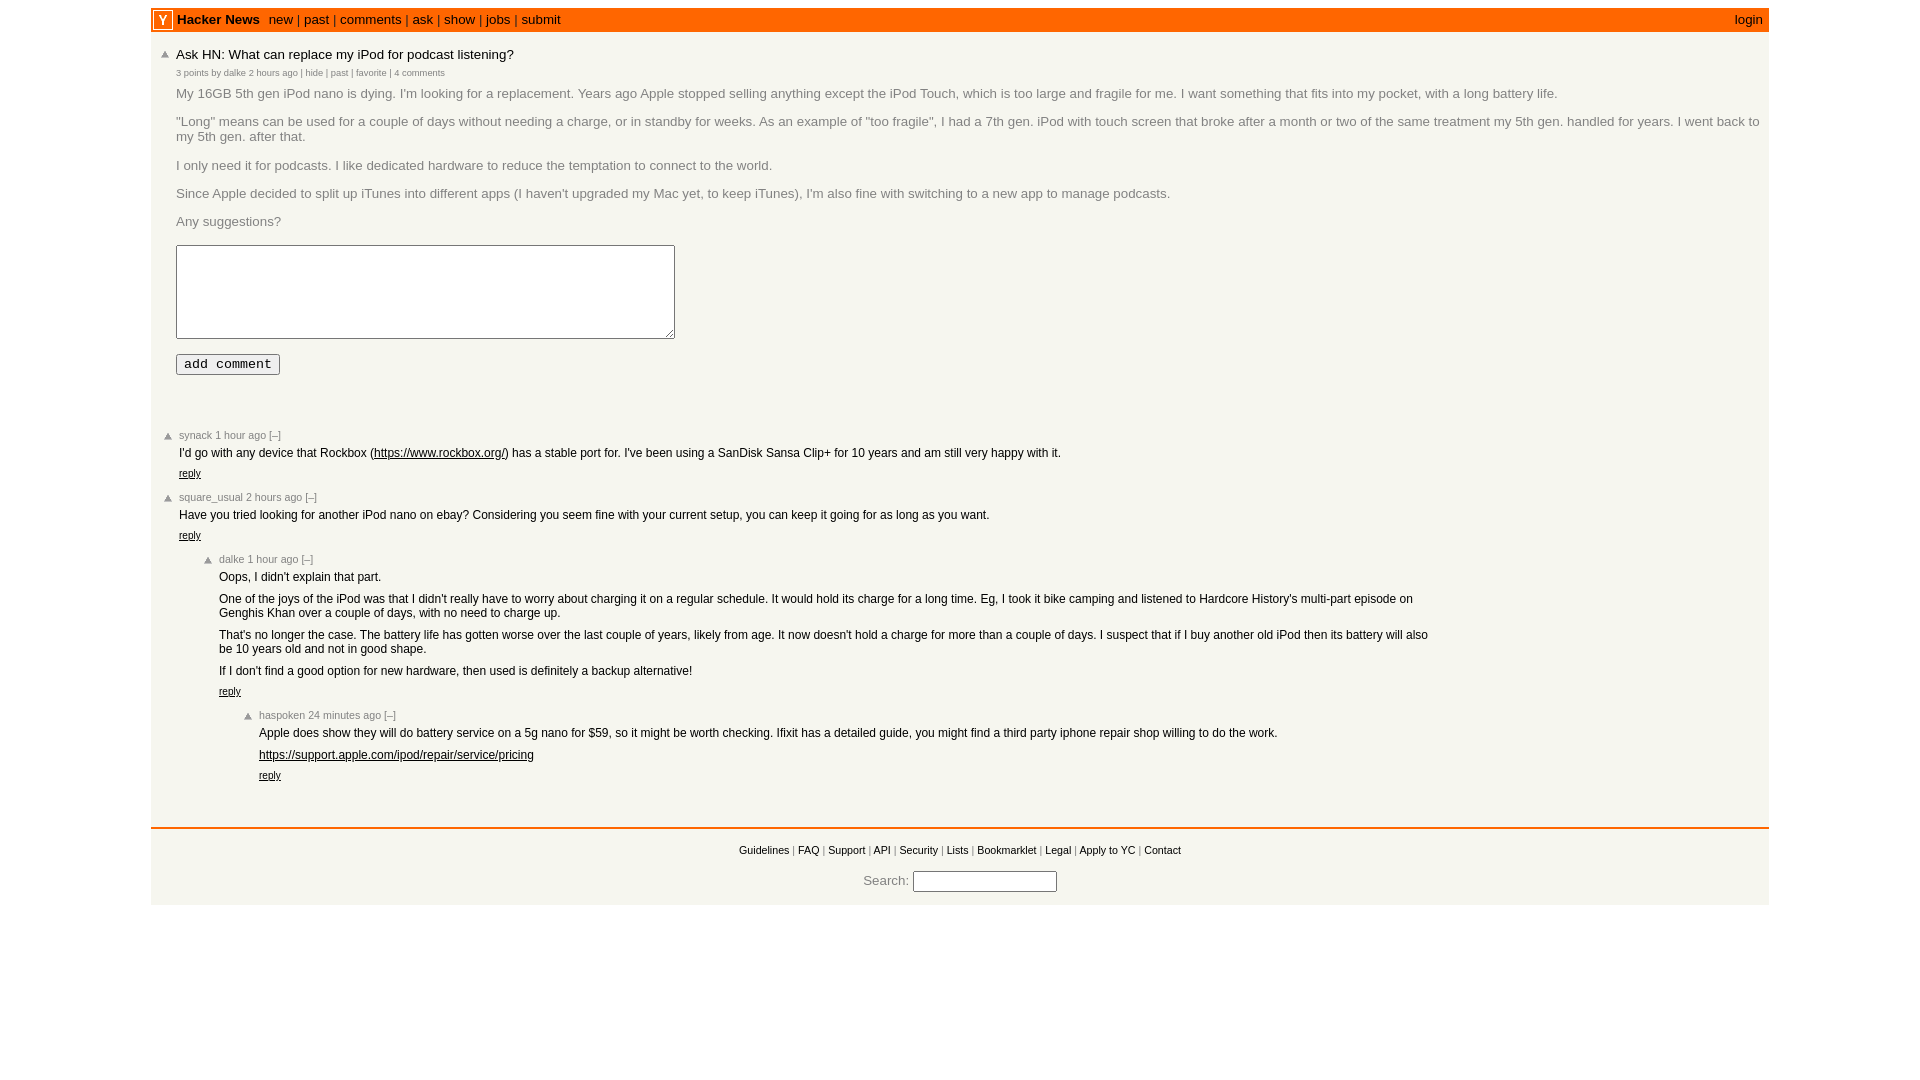 Y Hacker News new | past | comments | ask | show | jobs | submit login
Ask HN: What can replace my iPod for podcast listening?
3 points by dalke 2 hours ago | hide | past | favorite | 4 comments
My 16GB 5th gen iPod nano is dying. I'm looking for a replacement. Years ago Apple stopped selling anything except the iPod Touch, which is too large and fragile for me. I want something that fits into my pocket, with a long battery life.
"Long" means can be used for a couple of days without needing a charge, or in standby for weeks. As an example of "too fragile", I had a 7th gen. iPod with touch screen that broke after a month or two of the same treatment my 5th gen. handled for years. I went back to
my 5th gen. after that.
I only need it for podcasts. I like dedicated hardware to reduce the temptation to connect to the world.
Since Apple decided to split up iTunes into different apps (I haven't upgraded my Mac yet, to keep iTunes), I'm also fine with switching to a new app to manage podcasts.
Any suggestions?
add comment
synack 1 hour ago [–]
I'd go with any device that Rockbox (https://www.rockbox.org/) has a stable port for. I've been using a SanDisk Sansa Clip+ for 10 years and am still very happy with it.
reply
square_usual 2 hours ago [–]
Have you tried looking for another iPod nano on ebay? Considering you seem fine with your current setup, you can keep it going for as long as you want.
reply
dalke 1 hour ago [–]
Oops, I didn't explain that part.
One of the joys of the iPod was that I didn't really have to worry about charging it on a regular schedule. It would hold its charge for a long time. Eg, I took it bike camping and listened to Hardcore History's multi-part episode on
Genghis Khan over a couple of days, with no need to charge up.
That's no longer the case. The battery life has gotten worse over the last couple of years, likely from age. It now doesn't hold a charge for more than a couple of days. I suspect that if I buy another old iPod then its battery will also
be 10 years old and not in good shape.
If I don't find a good option for new hardware, then used is definitely a backup alternative!
reply
haspoken 24 minutes ago [–]
Apple does show they will do battery service on a 5g nano for $59, so it might be worth checking. Ifixit has a detailed guide, you might find a third party iphone repair shop willing to do the work.
https://support.apple.com/ipod/repair/service/pricing
reply
Guidelines | FAQ | Support | API | Security | Lists | Bookmarklet | Legal | Apply to YC | Contact
Search: